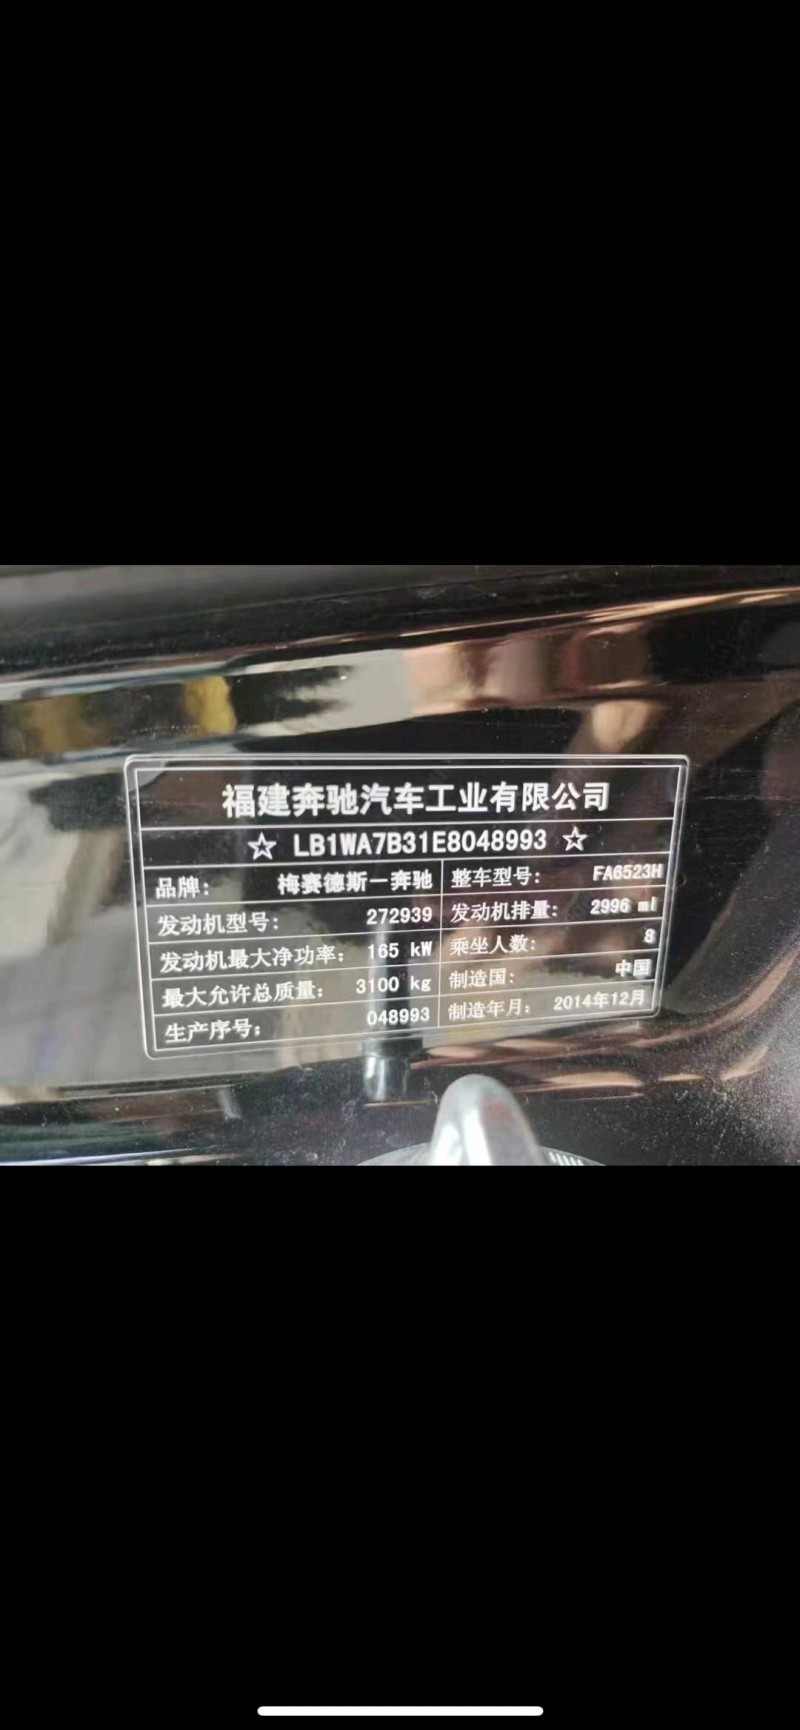 福建奔驰汽车工业有限公司
☆ LB1WA7B31E8048993 ☆
品牌: 梅赛德斯—奔驰 整车型号: FA6523H
发动机型号: 272939 发动机排量: 2996 ml
发动机最大净功率: 165 kW 乘坐人数: 8
最大允许总质量: 3100 kg 制造国: 中国
生产序号: 048993 制造年月: 2014年12月